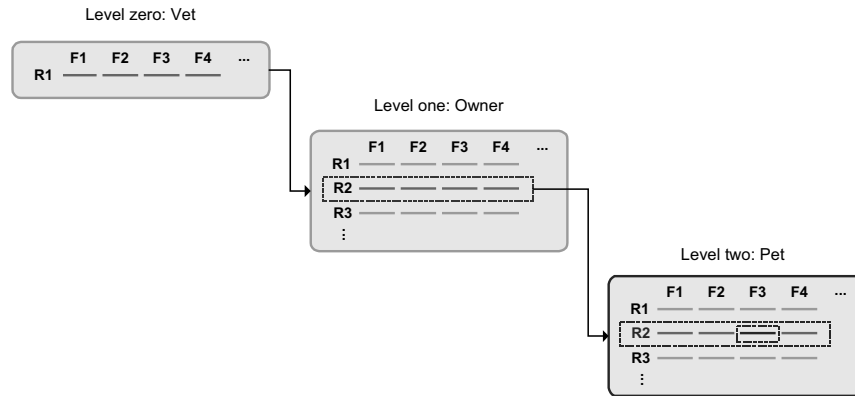 Level zero: Vet
F1 F2 F3 F4 ...
R1
Level one: Owner
F1 F2 F3 F4 ...
R1
R2
R3
⋮
Level two: Pet
F1 F2 F3 F4 ...
R1
R2
R3
⋮